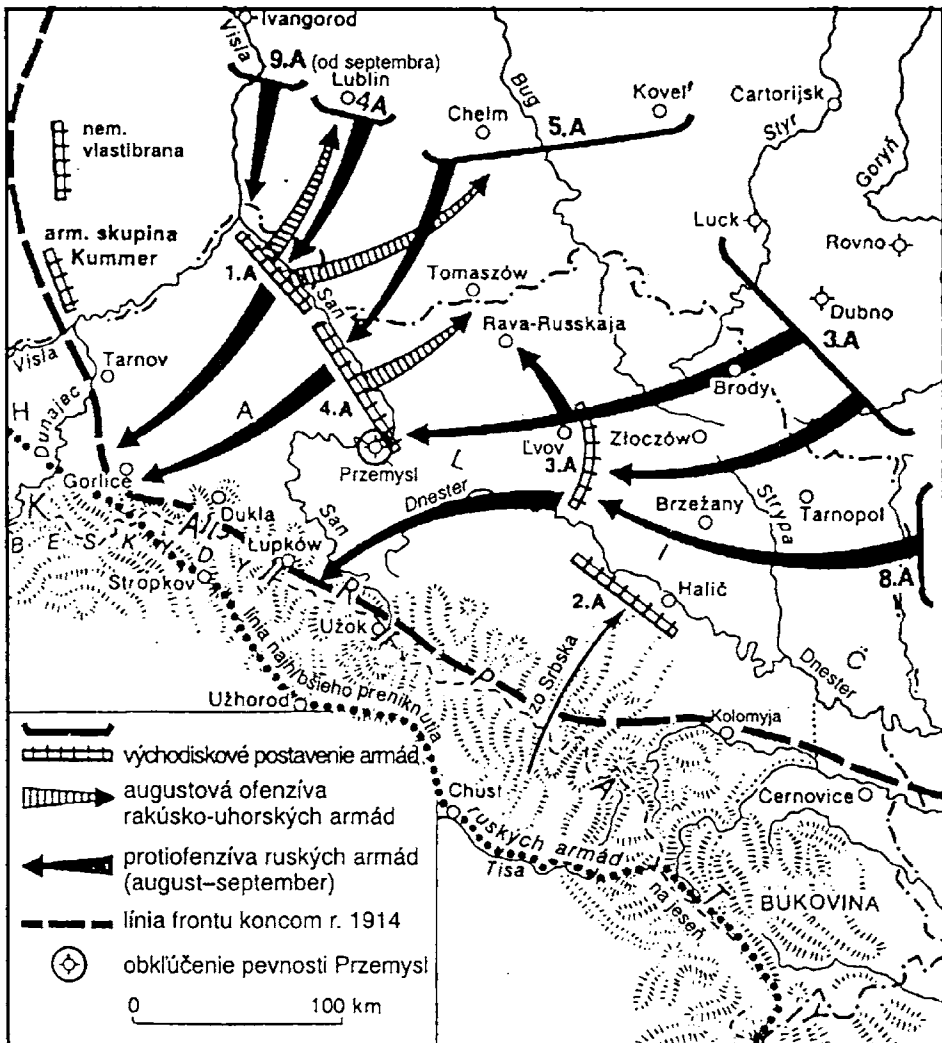 Ivangorod
Visla
9.A (od septembra)
Lublin
4A
Bug
Chelm
5.A
Koveľ
Čartorijsk
Styr
Goryň
nem.
vlastibrana
arm. skupina
Kummer
Luck
Rovno
1.A
San
Tomaszów
Dubno
Rava-Russkaja
3.A
Visla
Tarnov
Brody
Dunajec
H
A
4.A
Ľvov
3.A
Złoczów
Przemysl
L
Gorlice
Dnester
Brzežany
Strypa
Tarnopol
K
A
Dukla
San
I
B E S K Y D Y
Łupków
8.A
Stropkov
R
2.A
Halič
Užok
línia najhlbšieho preniknutia
zo Srbska
P
Č
Dnester
Užhorod
Kolomyja
východiskové postavenie armád
A
augustová ofenzíva
rakúsko-uhorských armád
Chust
Černovice
ruských armád
protiofenzíva ruských armád
(august–september)
Tisa
T
na jeseň
BUKOVINA
línia frontu koncom r. 1914
obkľúčenie pevnosti Przemysl
0 100 km